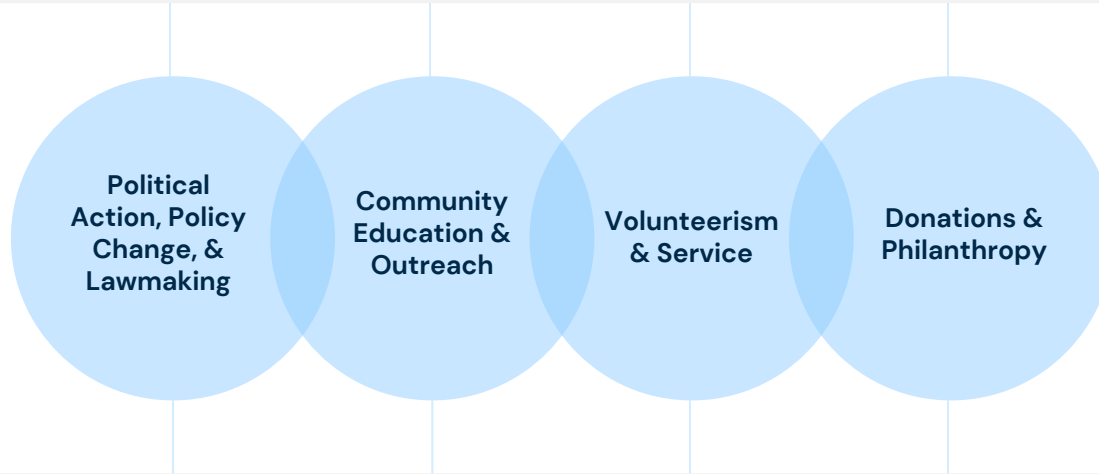 Political
Action, Policy
Change, &
Lawmaking
Community
Education &
Outreach
Volunteerism
& Service
Donations &
Philanthropy